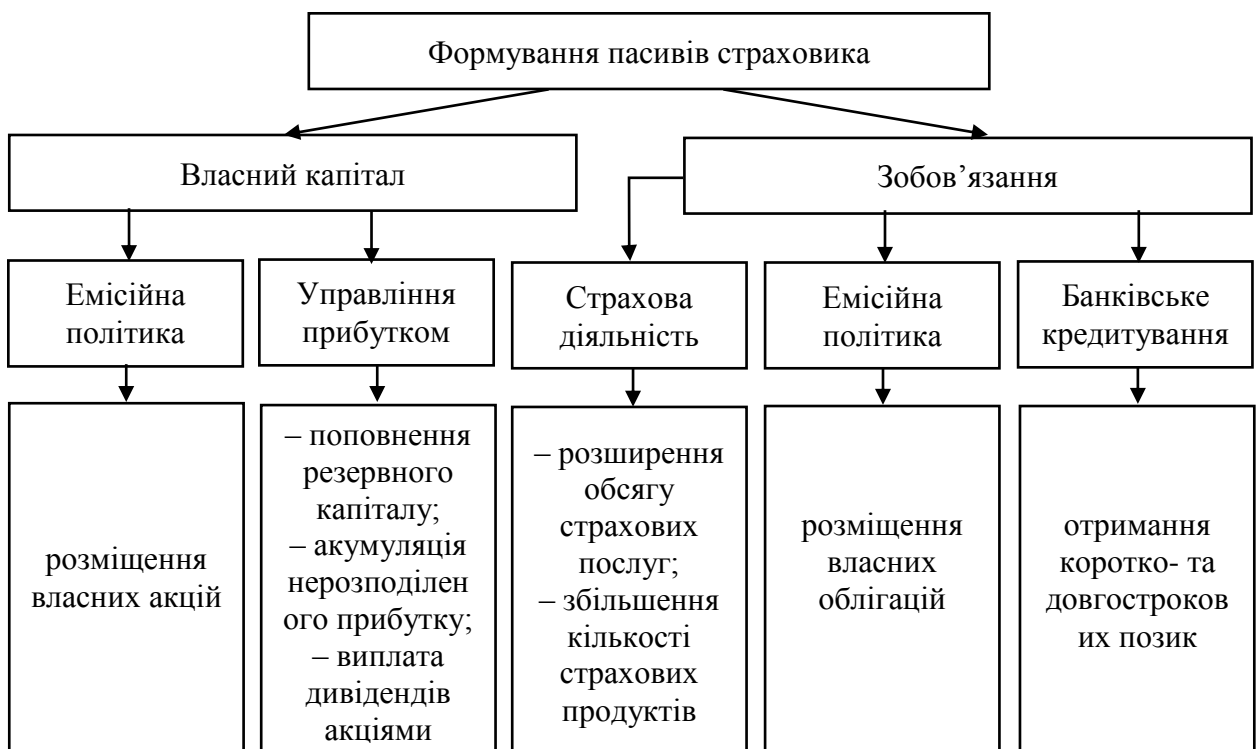 Формування пасивів страховика
Власний капітал
Зобов’язання
Емісійна
політика
Управління
прибутком
Страхова
діяльність
Емісійна
політика
Банківське
кредитування
розміщення
власних акцій
– поповнення
резервного
капіталу;
– акумуляція
нерозподілен
ого прибутку;
– виплата
дивідендів
акціями
– розширення
обсягу
страхових
послуг;
– збільшення
кількості
страхових
продуктів
розміщення
власних
облігацій
отримання
коротко- та
довгостроков
их позик